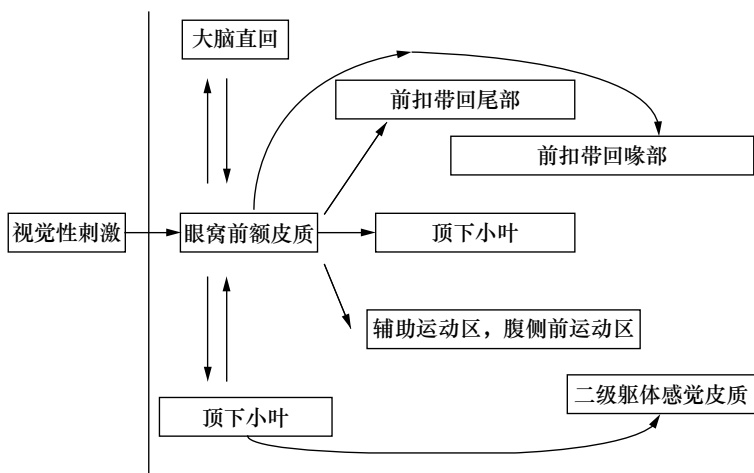 大脑直回
前扣带回尾部
前扣带回喙部
视觉性刺激
眼窝前额皮质
顶下小叶
辅助运动区，腹侧前运动区
二级躯体感觉皮质
顶下小叶